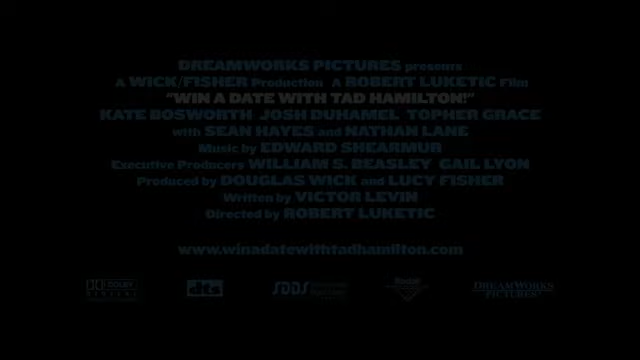 DREAMWORKS PICTURES presents
A WICK/FISHER Production A ROBERT LUKETIC Film
"WIN A DATE WITH TAD HAMILTON!"
KATE BOSWORTH JOSH DUHAMEL TOPHER GRACE
with SEAN HAYES and NATHAN LANE
Music by EDWARD SHEARMUR
Executive Producers WILLIAM S. BEASLEY GAIL LYON
Produced by DOUGLAS WICK and LUCY FISHER
Written by VICTOR LEVIN
Directed by ROBERT LUKETIC
www.winadatewithtadhamilton.com
DOLBY DIGITAL dts SDDS DREAMWORKS PICTURES